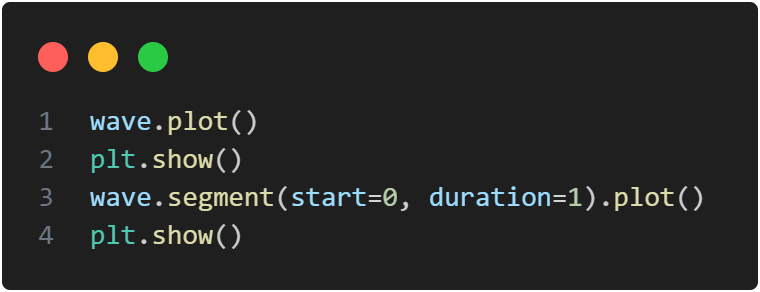 1 wave.plot()
2 plt.show()
3 wave.segment(start=0, duration=1).plot()
4 plt.show()